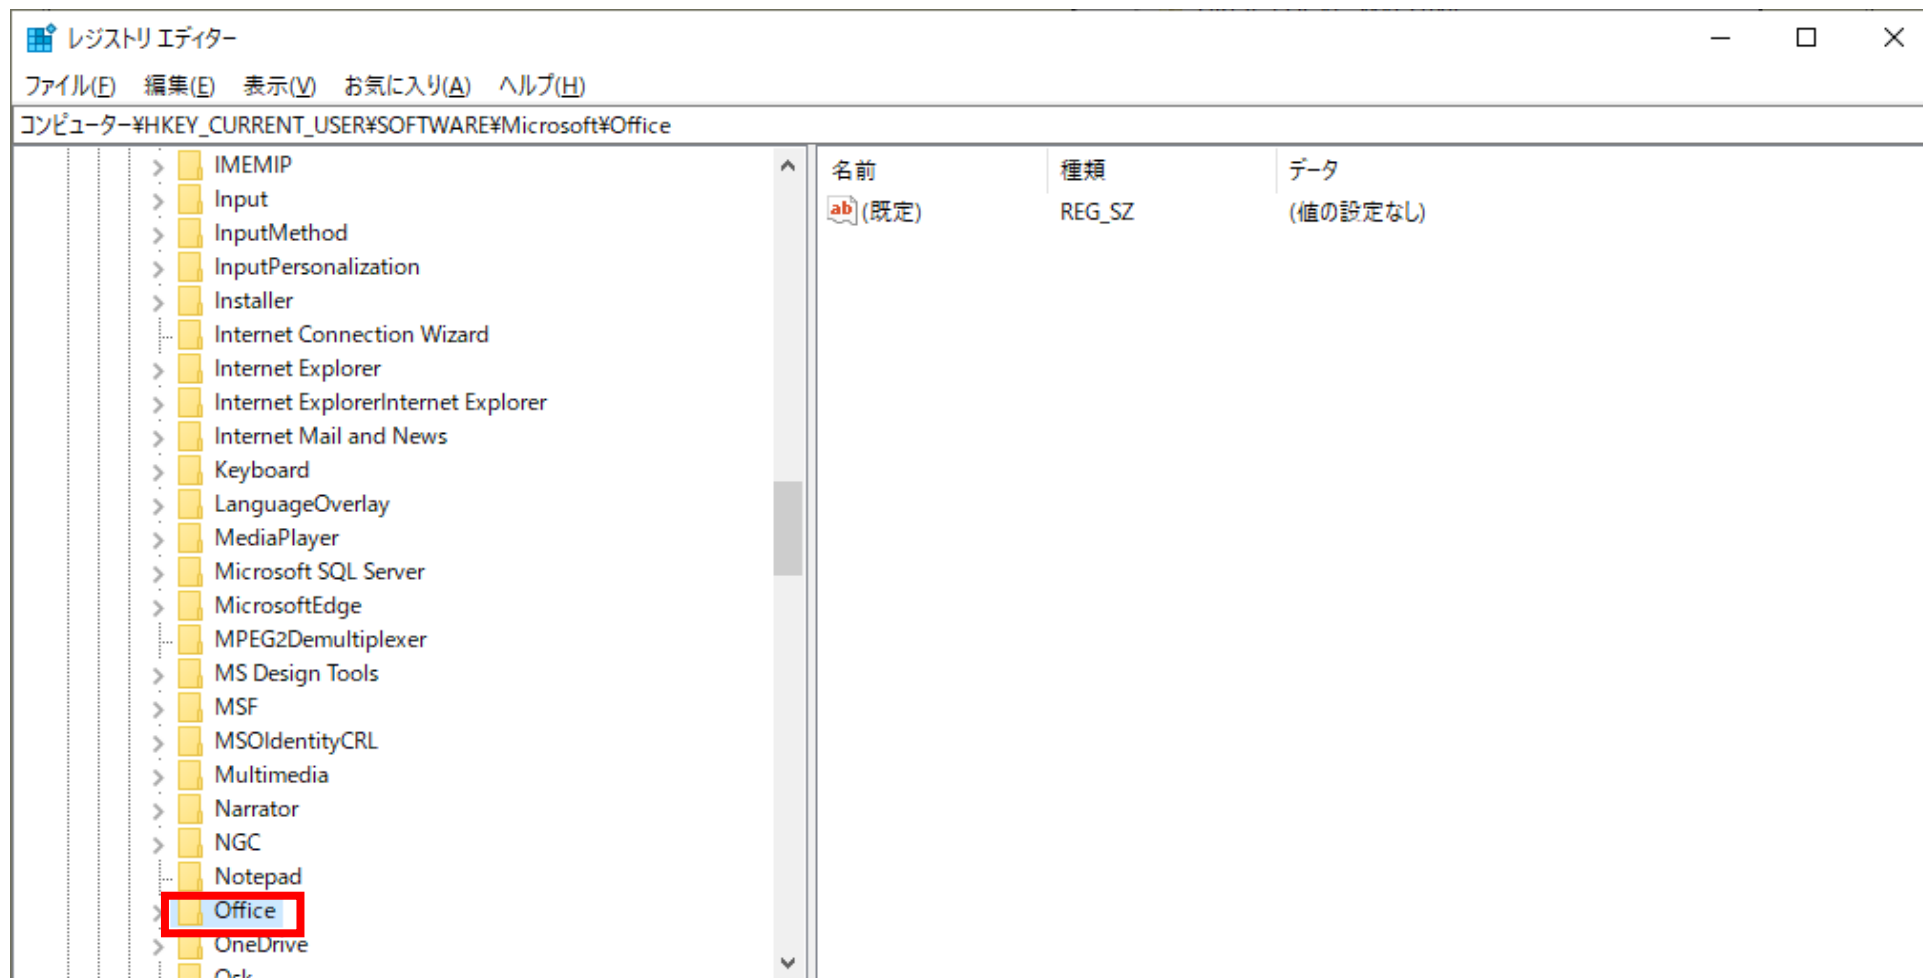 レジストリ エディター
ファイル(F) 編集(E) 表示(V) お気に入り(A) ヘルプ(H)
コンピューター¥HKEY_CURRENT_USER¥SOFTWARE¥Microsoft¥Office
IMEMIP
Input
InputMethod
InputPersonalization
Installer
Internet Connection Wizard
Internet Explorer
Internet ExplorerInternet Explorer
Internet Mail and News
Keyboard
LanguageOverlay
MediaPlayer
Microsoft SQL Server
MicrosoftEdge
MPEG2Demultiplexer
MS Design Tools
MSF
MSOIdentityCRL
Multimedia
Narrator
NGC
Notepad
Office
OneDrive
Osk
名前 種類 データ
ab (既定) REG_SZ (値の設定なし)